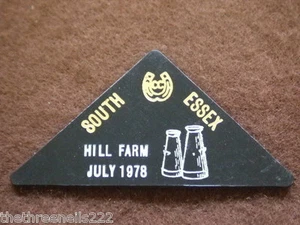 SOUTH ESSEX
HILL FARM
JULY 1978
thethreenells222